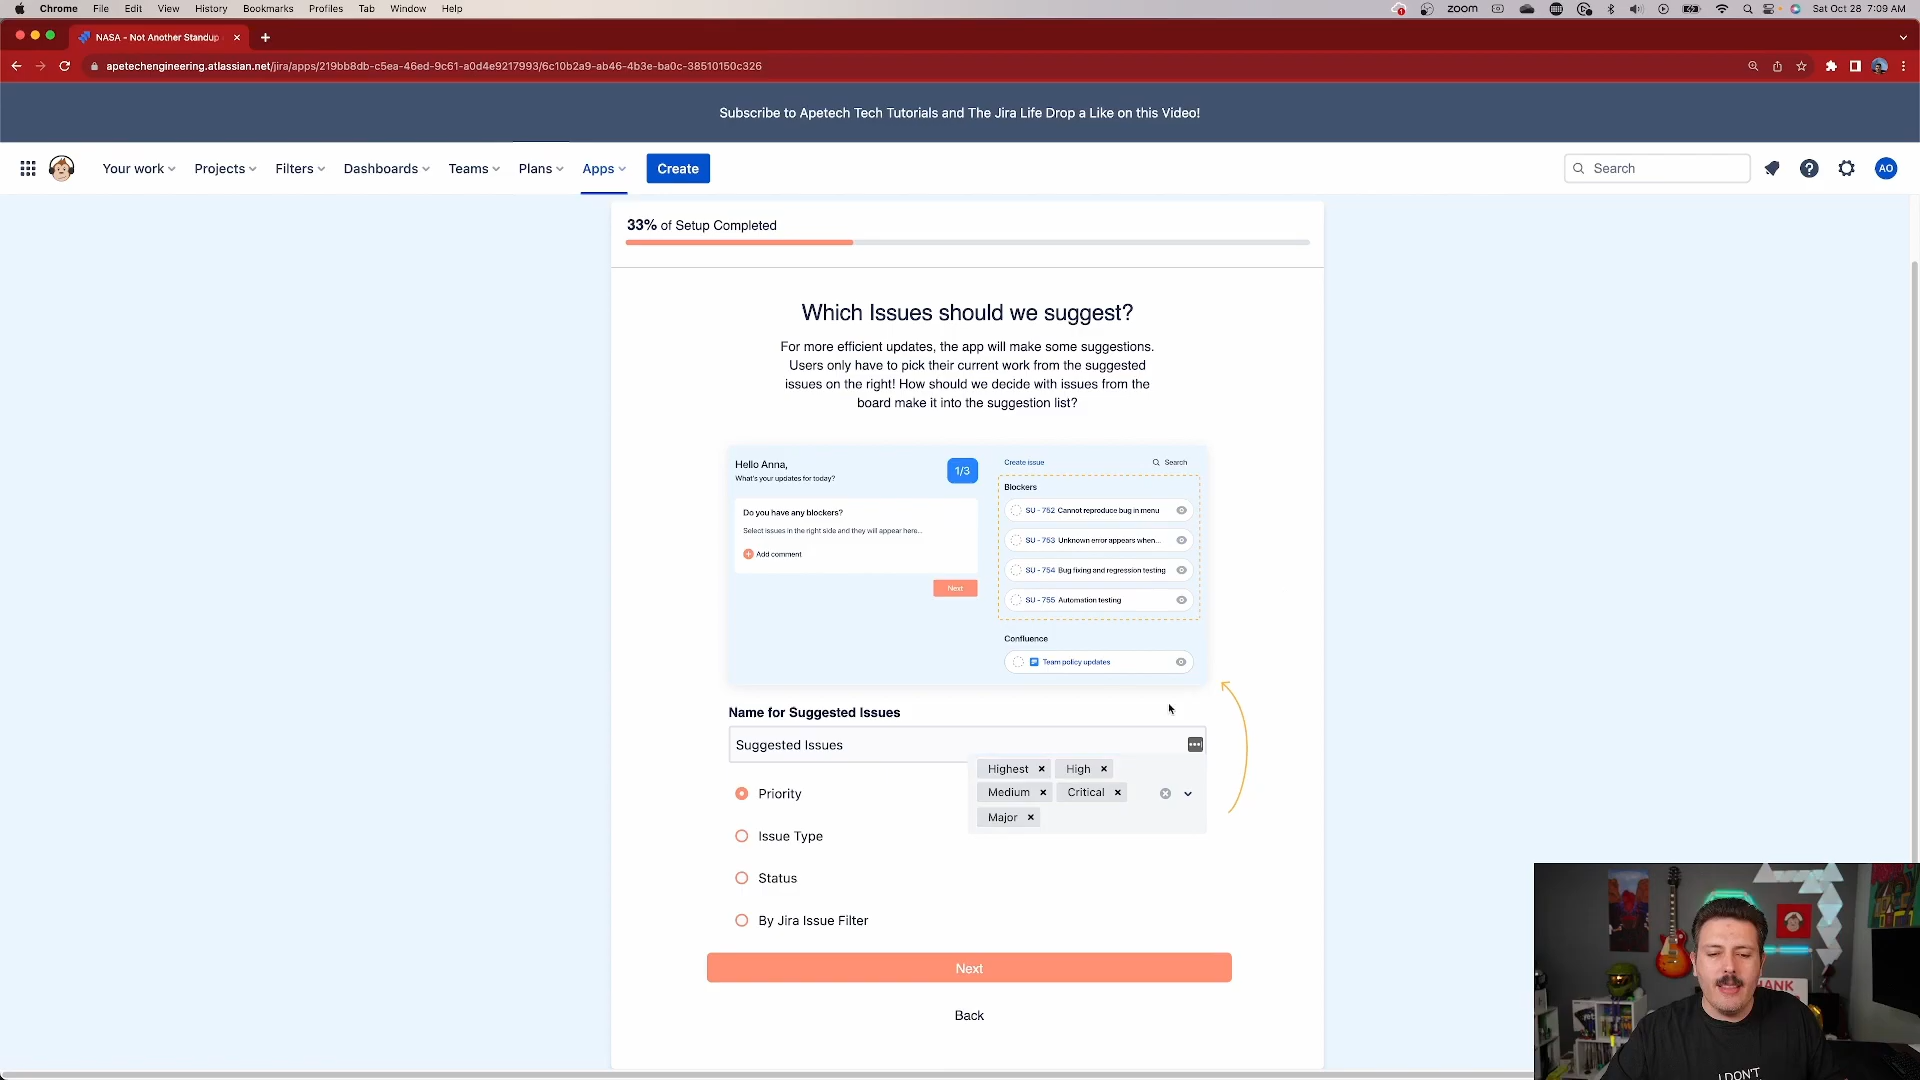 Chrome File Edit View History Bookmarks Profiles Tab Window Help
zoom
Sat Oct 28 7:09 AM
NASA - Not Another Standup
apetechengineering.atlassian.net/jira/apps/219bb8db-c5ea-46ed-9c61-a0d4e9217993/6c10b2a9-ab46-4b3e-ba0c-38510150c326
Subscribe to Apetech Tech Tutorials and The Jira Life Drop a Like on this Video!
Your work Projects Filters Dashboards Teams Plans Apps Create
Search
AO
33% of Setup Completed
Which Issues should we suggest?
For more efficient updates, the app will make some suggestions.
Users only have to pick their current work from the suggested
issues on the right! How should we decide with issues from the
board make it into the suggestion list?
Hello Anna,
What's your updates for today?
1/3
Do you have any blockers?
Select issues in the right side and they will appear here...
Add comment
Next
Create issue
Search
Blockers
SU - 752 Cannot reproduce bug in menu
SU - 753 Unknown error appears when...
SU - 754 Bug fixing and regression testing
SU - 755 Automation testing
Confluence
Team policy updates
Name for Suggested Issues
Suggested Issues
Highest High
Medium Critical
Major
Priority
Issue Type
Status
By Jira Issue Filter
Next
Back
I DON'T